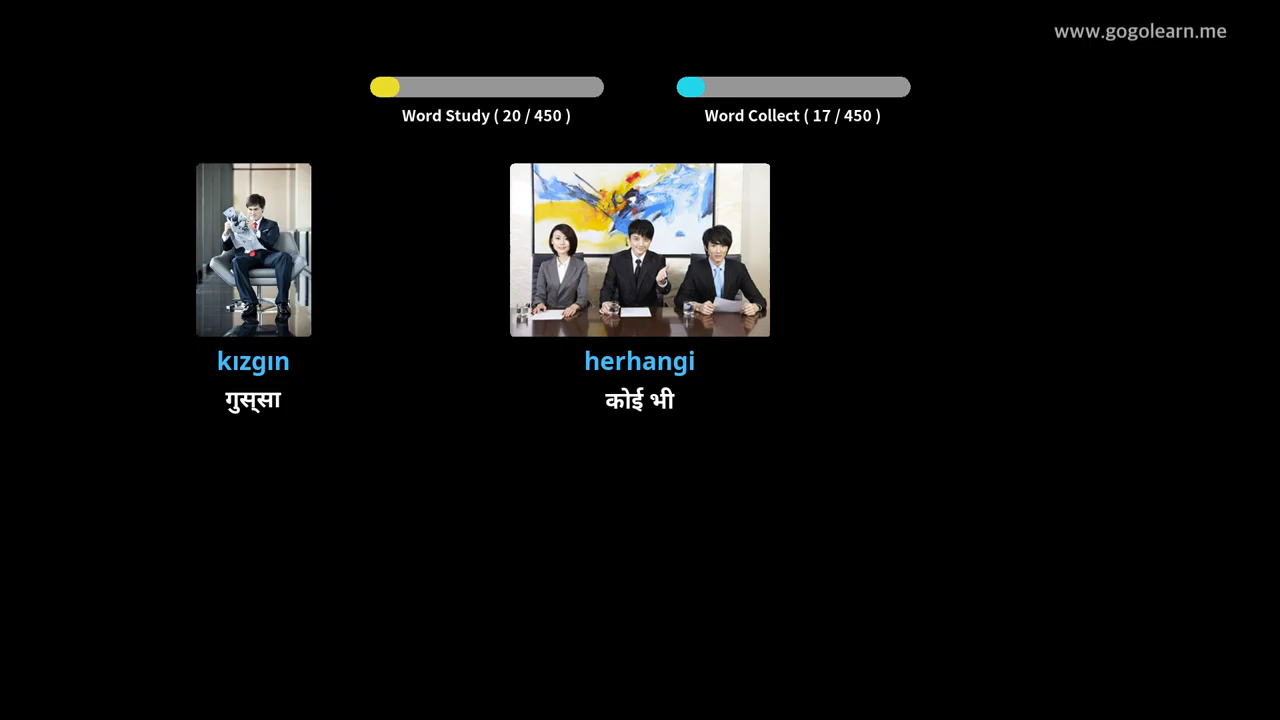 www.gogolearn.me
Word Study ( 20 / 450 )
Word Collect ( 17 / 450 )
kızgın
herhangi
गुस्सा
कोई भी